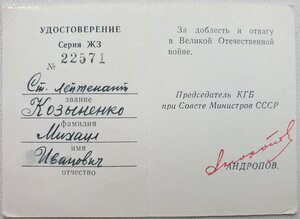 УДОСТОВЕРЕНИЕ
Серия ЖЗ
№ 22571
Ст. лейтенант
звание
Козыненко
фамилия
Михаил
имя
Иванович
отчество
За доблесть и отвагу
в Великой Отечественной
войне.
Председатель КГБ
при Совете Министров СССР
АНДРОПОВ.